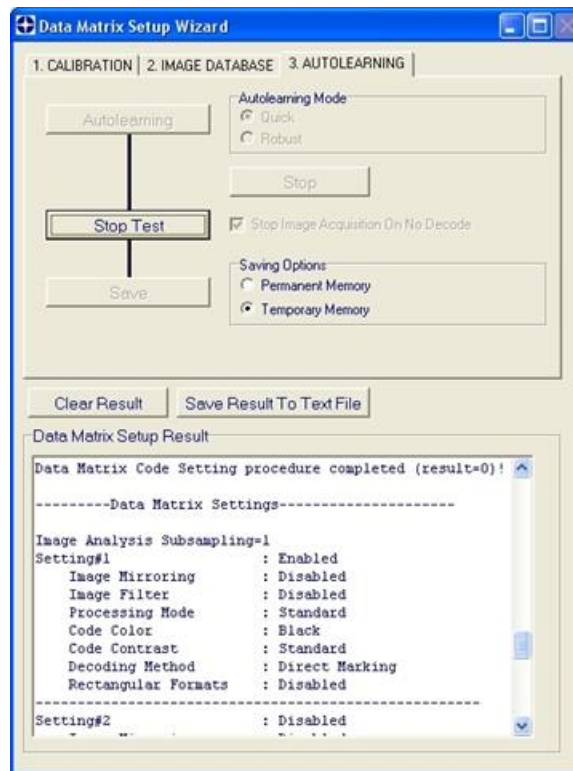 Data Matrix Setup Wizard
1. CALIBRATION 2. IMAGE DATABASE 3. AUTOLEARNING
Autolearning
Autolearning Mode
Quick
Robust
Stop
Stop Test
Stop Image Acquisition On No Decode
Save
Saving Options
Permanent Memory
Temporary Memory
Clear Result Save Result To Text File
Data Matrix Setup Result
Data Matrix Code Setting procedure completed (result=0)!
---------Data Matrix Settings----------------------
Image Analysis Subsampling=1
Setting#1 : Enabled
Image Mirroring : Disabled
Image Filter : Disabled
Processing Mode : Standard
Code Color : Black
Code Contrast : Standard
Decoding Method : Direct Marking
Rectangular Formats : Disabled
-------------------------------------------------------
Setting#2 : Disabled